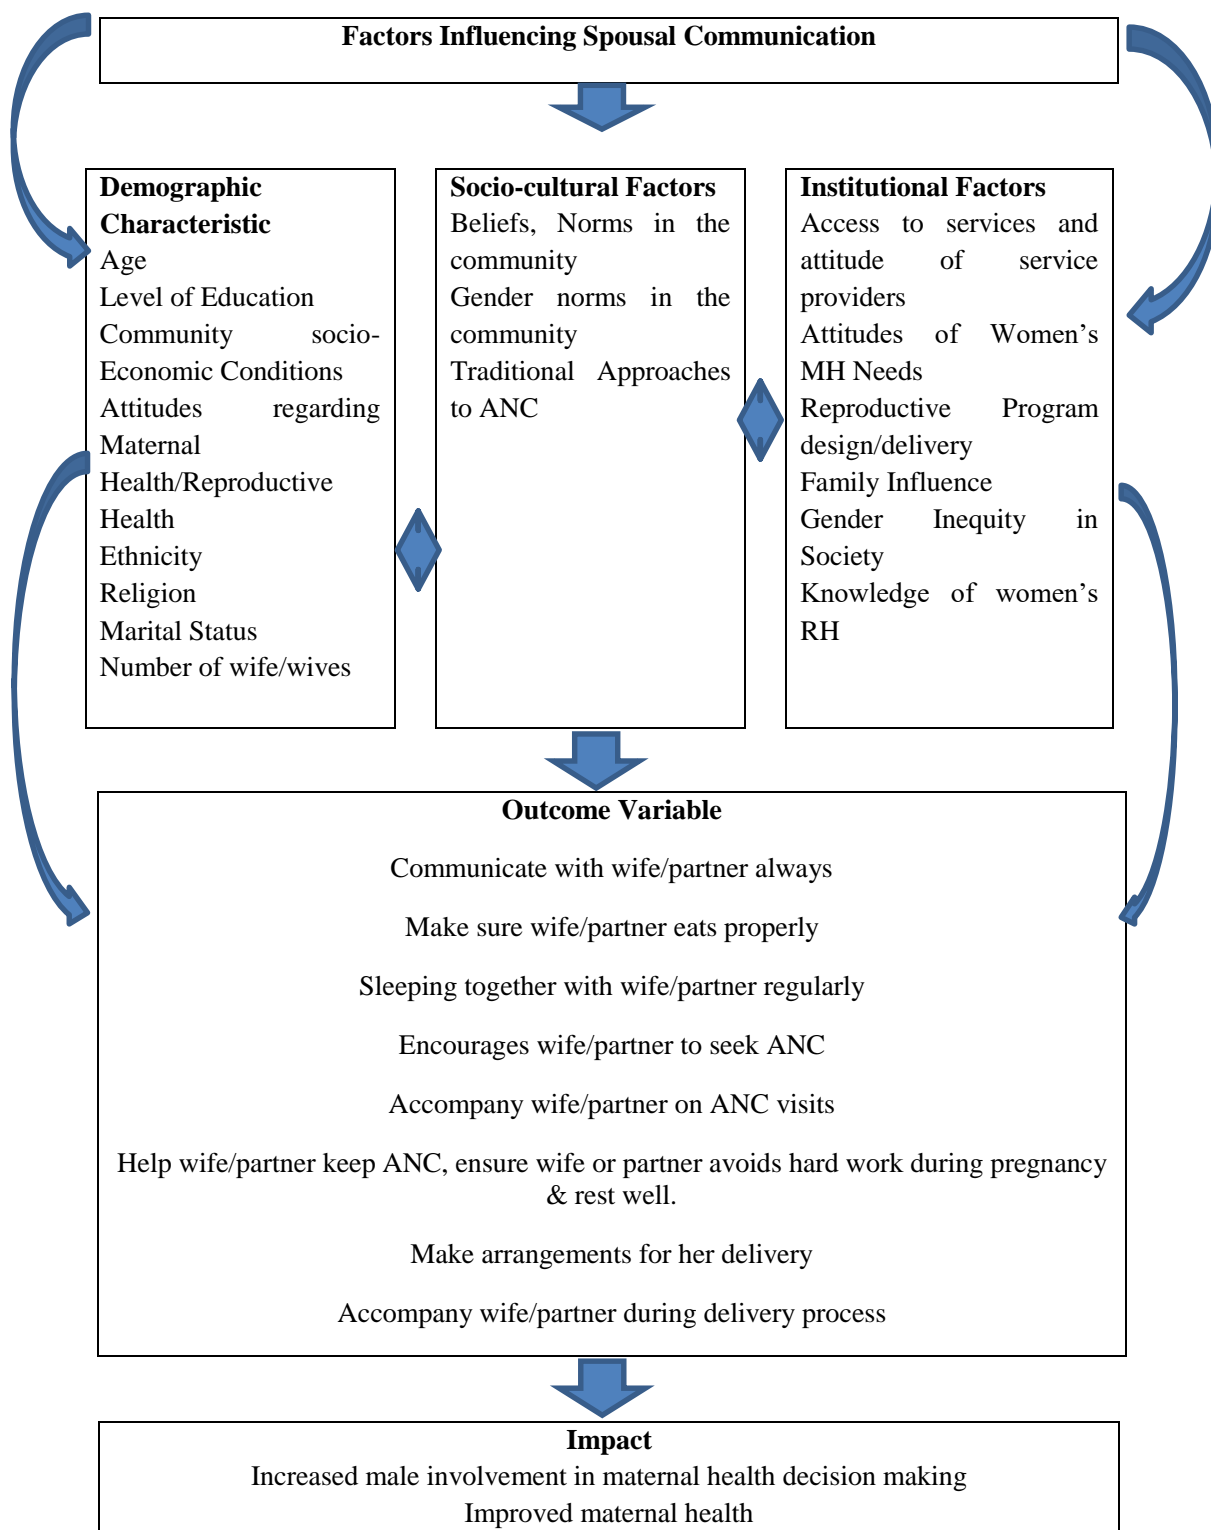 Factors Influencing Spousal Communication
Demographic
Characteristic
Age
Level of Education
Community socio-
Economic Conditions
Attitudes regarding
Maternal
Health/Reproductive
Health
Ethnicity
Religion
Marital Status
Number of wife/wives
Socio-cultural Factors
Beliefs, Norms in the
community
Gender norms in the
community
Traditional Approaches
to ANC
Institutional Factors
Access to services and
attitude of service
providers
Attitudes of Women’s
MH Needs
Reproductive Program
design/delivery
Family Influence
Gender Inequity in
Society
Knowledge of women’s
RH
Outcome Variable
Communicate with wife/partner always
Make sure wife/partner eats properly
Sleeping together with wife/partner regularly
Encourages wife/partner to seek ANC
Accompany wife/partner on ANC visits
Help wife/partner keep ANC, ensure wife or partner avoids hard work during pregnancy
& rest well.
Make arrangements for her delivery
Accompany wife/partner during delivery process
Impact
Increased male involvement in maternal health decision making
Improved maternal health